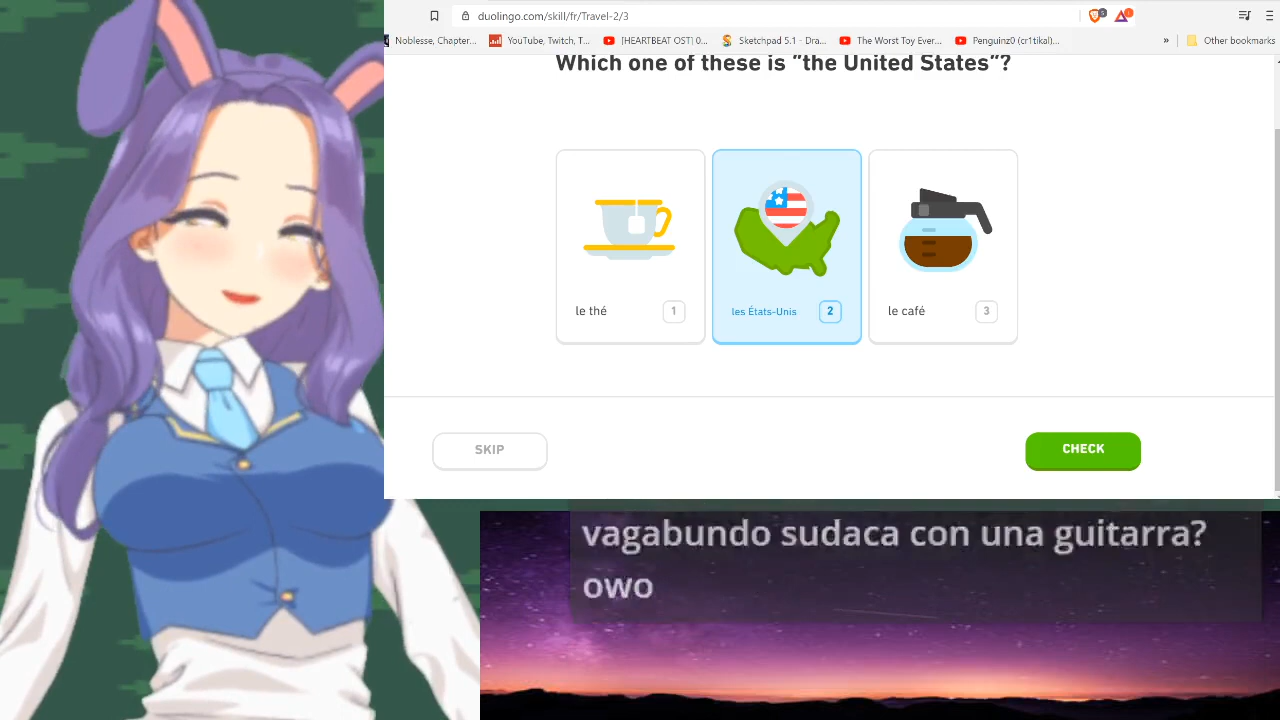 duolingo.com/skill/fr/Travel-2/3
Noblesse, Chapter...
YouTube, Twitch, T...
[HEARTBEAT OST] 0...
Sketchpad 5.1 - Dr...
The Worst Toy Ever...
Penguinz0 (cr1tikal)...
»
Other bookmarks
Which one of these is "the United States"?
le thé
1
les États-Unis
2
le café
3
SKIP
CHECK
vagabundo sudaca con una guitarra?
owo